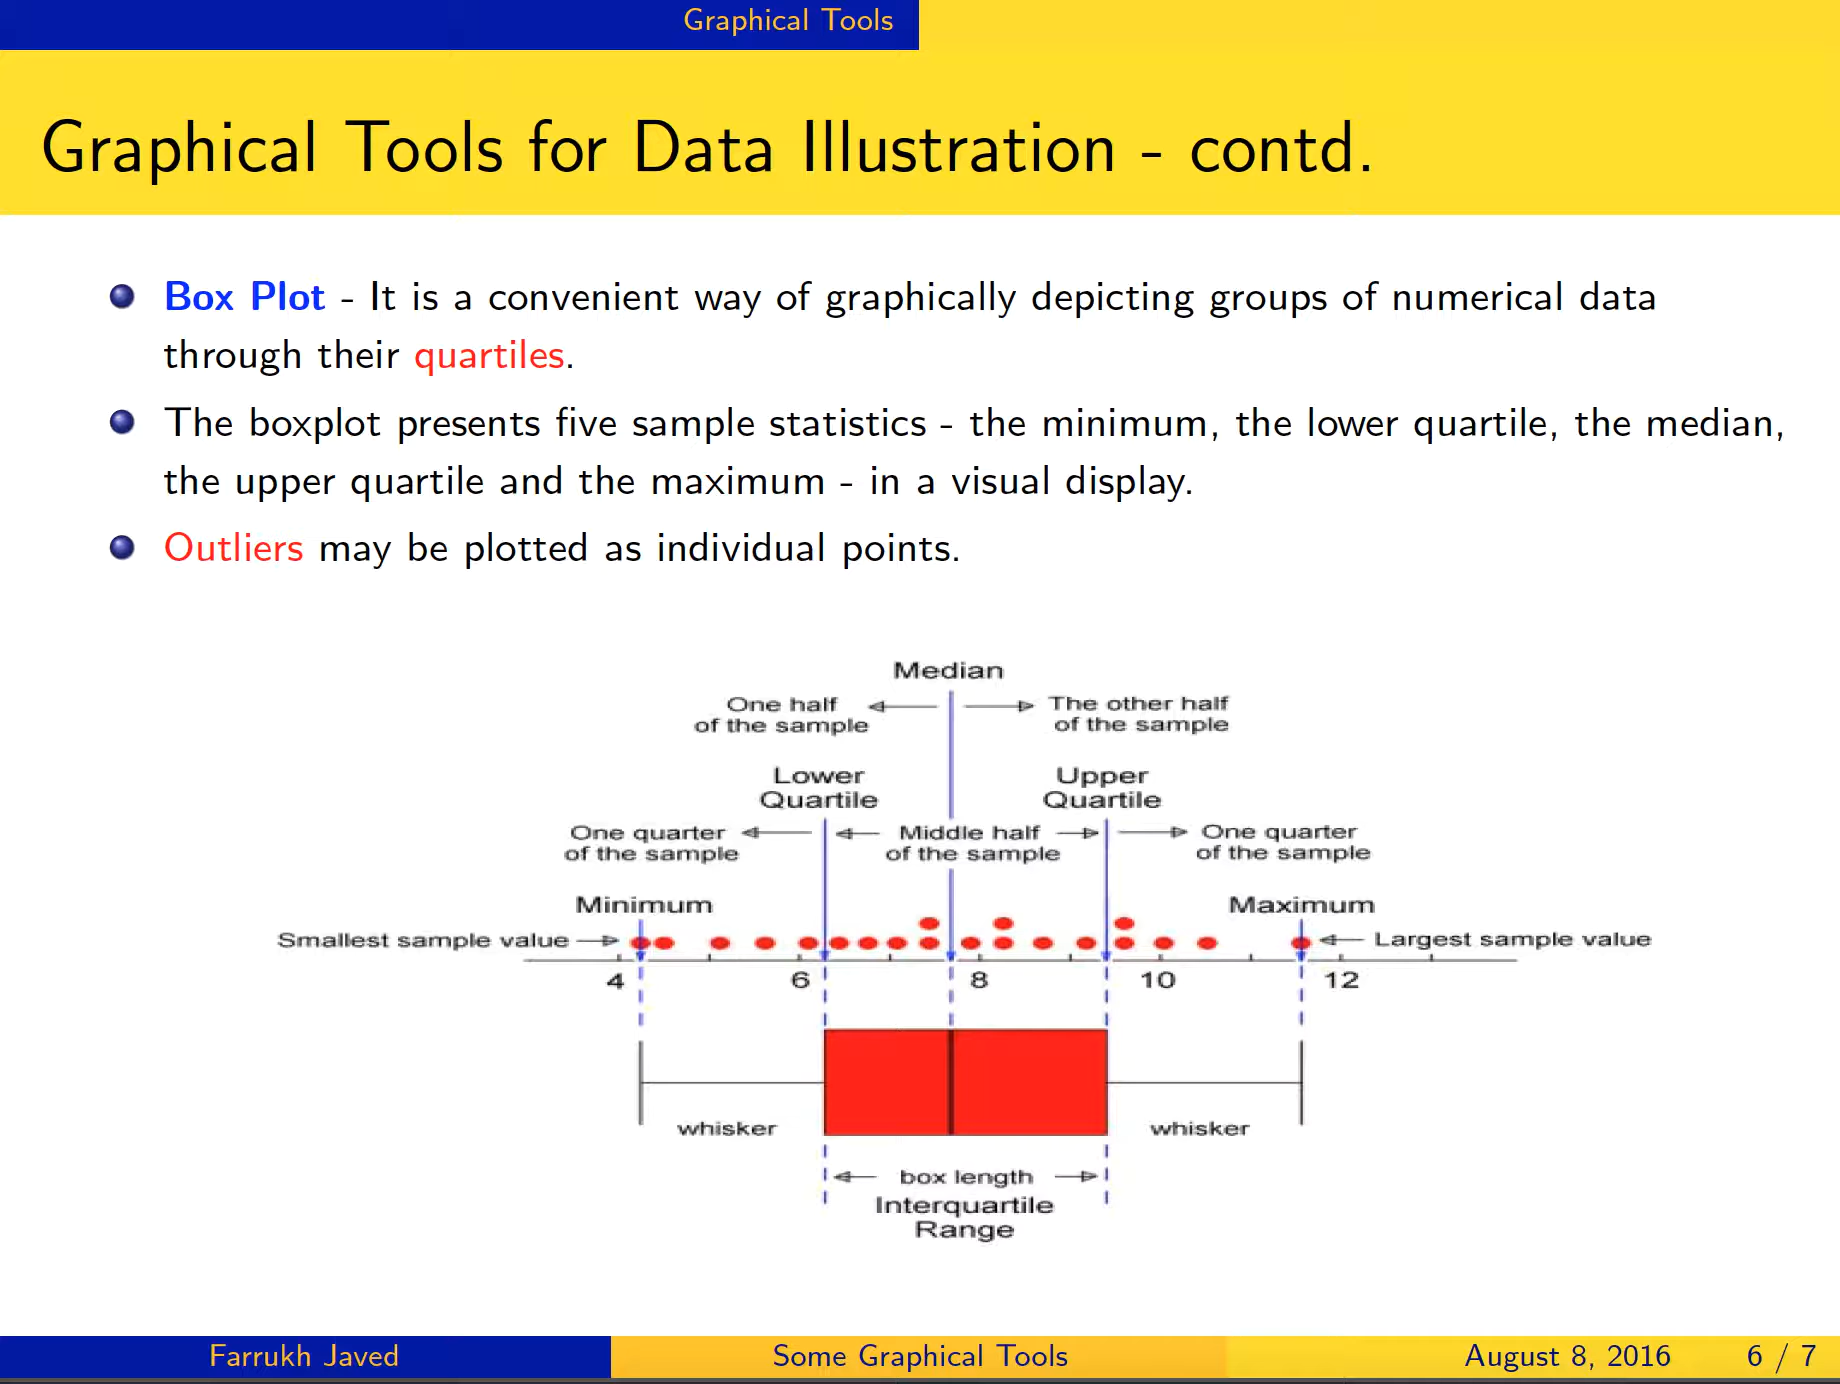 Graphical Tools
Graphical Tools for Data Illustration - contd.
Box Plot - It is a convenient way of graphically depicting groups of numerical data
through their quartiles.
The boxplot presents five sample statistics - the minimum, the lower quartile, the median,
the upper quartile and the maximum - in a visual display.
Outliers may be plotted as individual points.
Median
One half
of the sample
The other half
of the sample
Lower
Quartile
Upper
Quartile
One quarter
of the sample
Middle half
of the sample
One quarter
of the sample
Minimum
Maximum
Smallest sample value
Largest sample value
4 6 8 10 12
whisker
whisker
box length
Interquartile
Range
Farrukh Javed
Some Graphical Tools
August 8, 2016
6 / 7